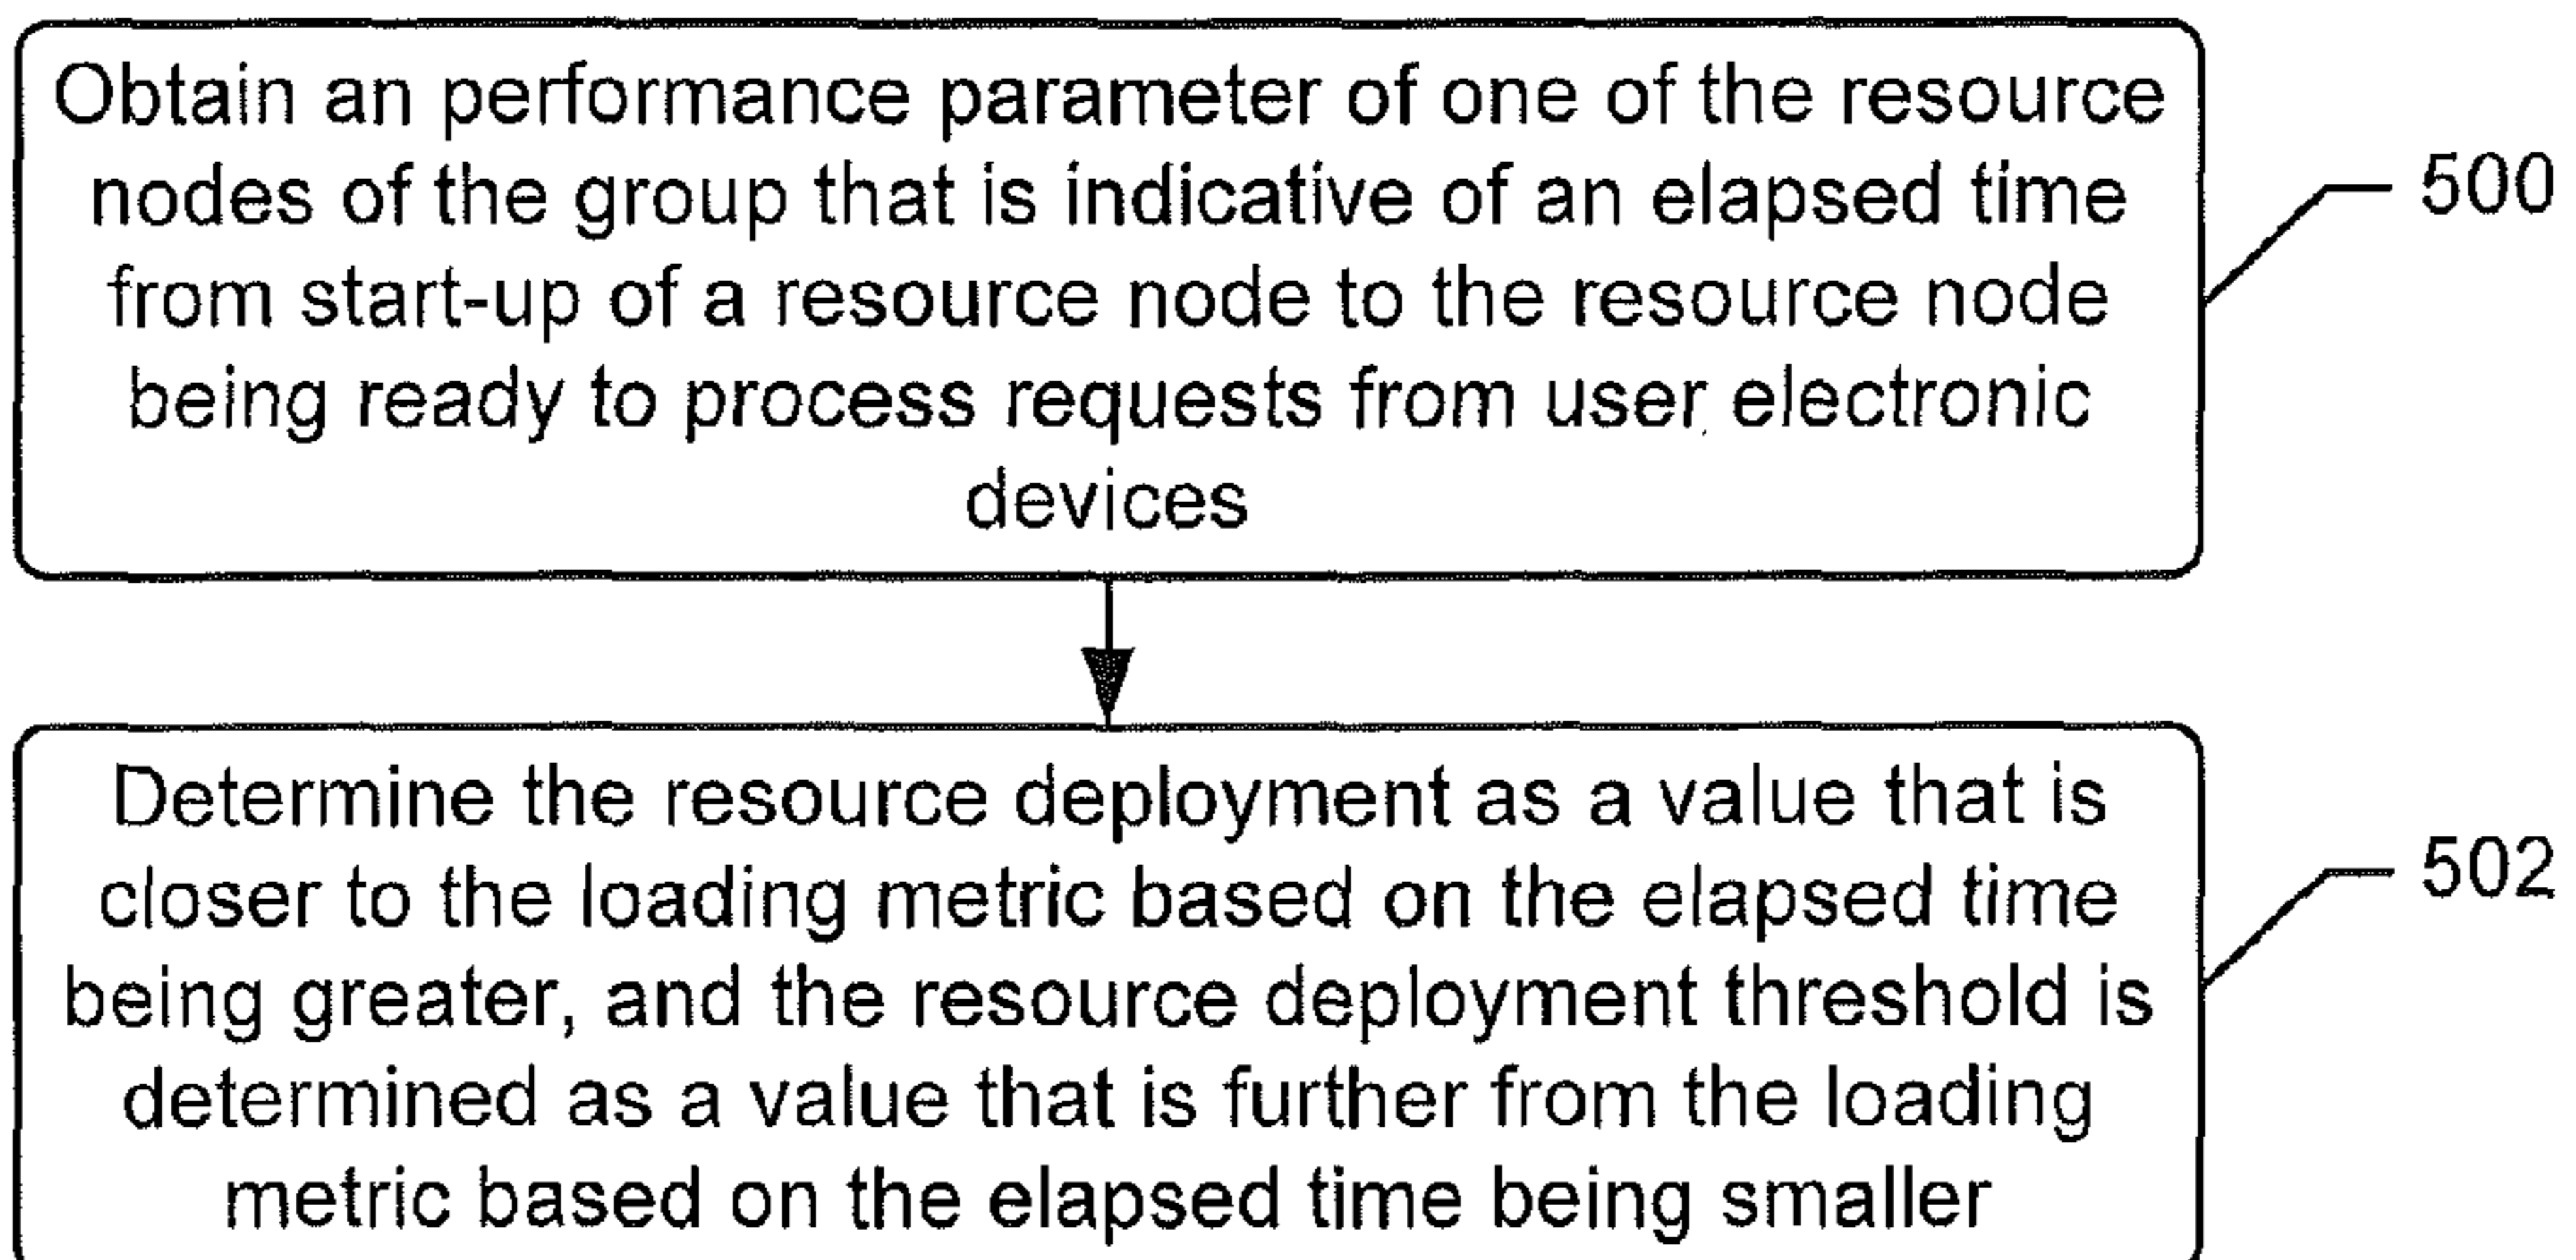 Obtain an performance parameter of one of the resource
nodes of the group that is indicative of an elapsed time
from start-up of a resource node to the resource node
being ready to process requests from user electronic
devices
500
Determine the resource deployment as a value that is
closer to the loading metric based on the elapsed time
being greater, and the resource deployment threshold is
determined as a value that is further from the loading
metric based on the elapsed time being smaller
502